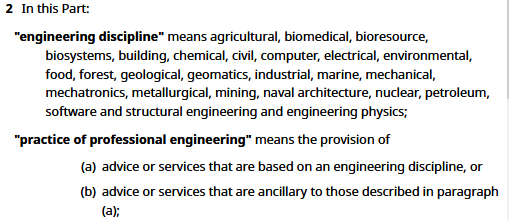 2 In this Part:
"engineering discipline" means agricultural, biomedical, bioresource,
biosystems, building, chemical, civil, computer, electrical, environmental,
food, forest, geological, geomatics, industrial, marine, mechanical,
mechatronics, metallurgical, mining, naval architecture, nuclear, petroleum,
software and structural engineering and engineering physics;
"practice of professional engineering" means the provision of
(a) advice or services that are based on an engineering discipline, or
(b) advice or services that are ancillary to those described in paragraph
(a);